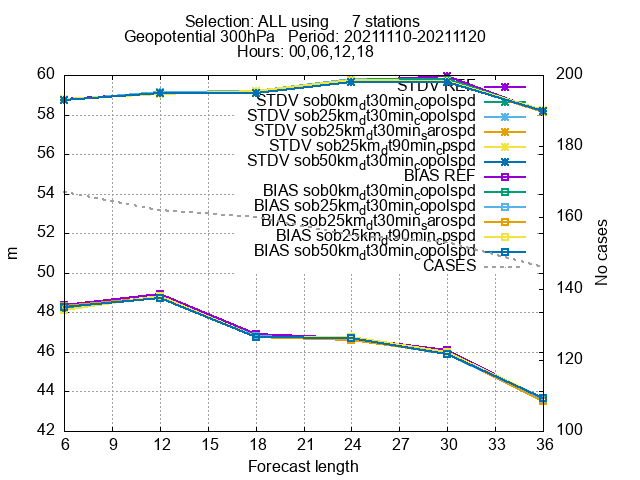 Selection: ALL using 7 stations
Geopotential 300hPa Period: 20211110-20211120
Hours: 00,06,12,18
60
58
56
54
52
50
48
46
44
42
m
200
180
160
140
120
100
No cases
STDV REF
STDV sob0km_dt30min_copolspd
STDV sob25km_dt30min_copolspd
STDV sob25km_dt30min_sarospd
STDV sob25km_dt90min_cpspd
STDV sob50km_dt30min_copolspd
BIAS REF
BIAS sob0km_dt30min_copolspd
BIAS sob25km_dt30min_copolspd
BIAS sob25km_dt30min_sarospd
BIAS sob25km_dt90min_cpspd
BIAS sob50km_dt30min_copolspd
CASES
6 9 12 15 18 21 24 27 30 33 36
Forecast length